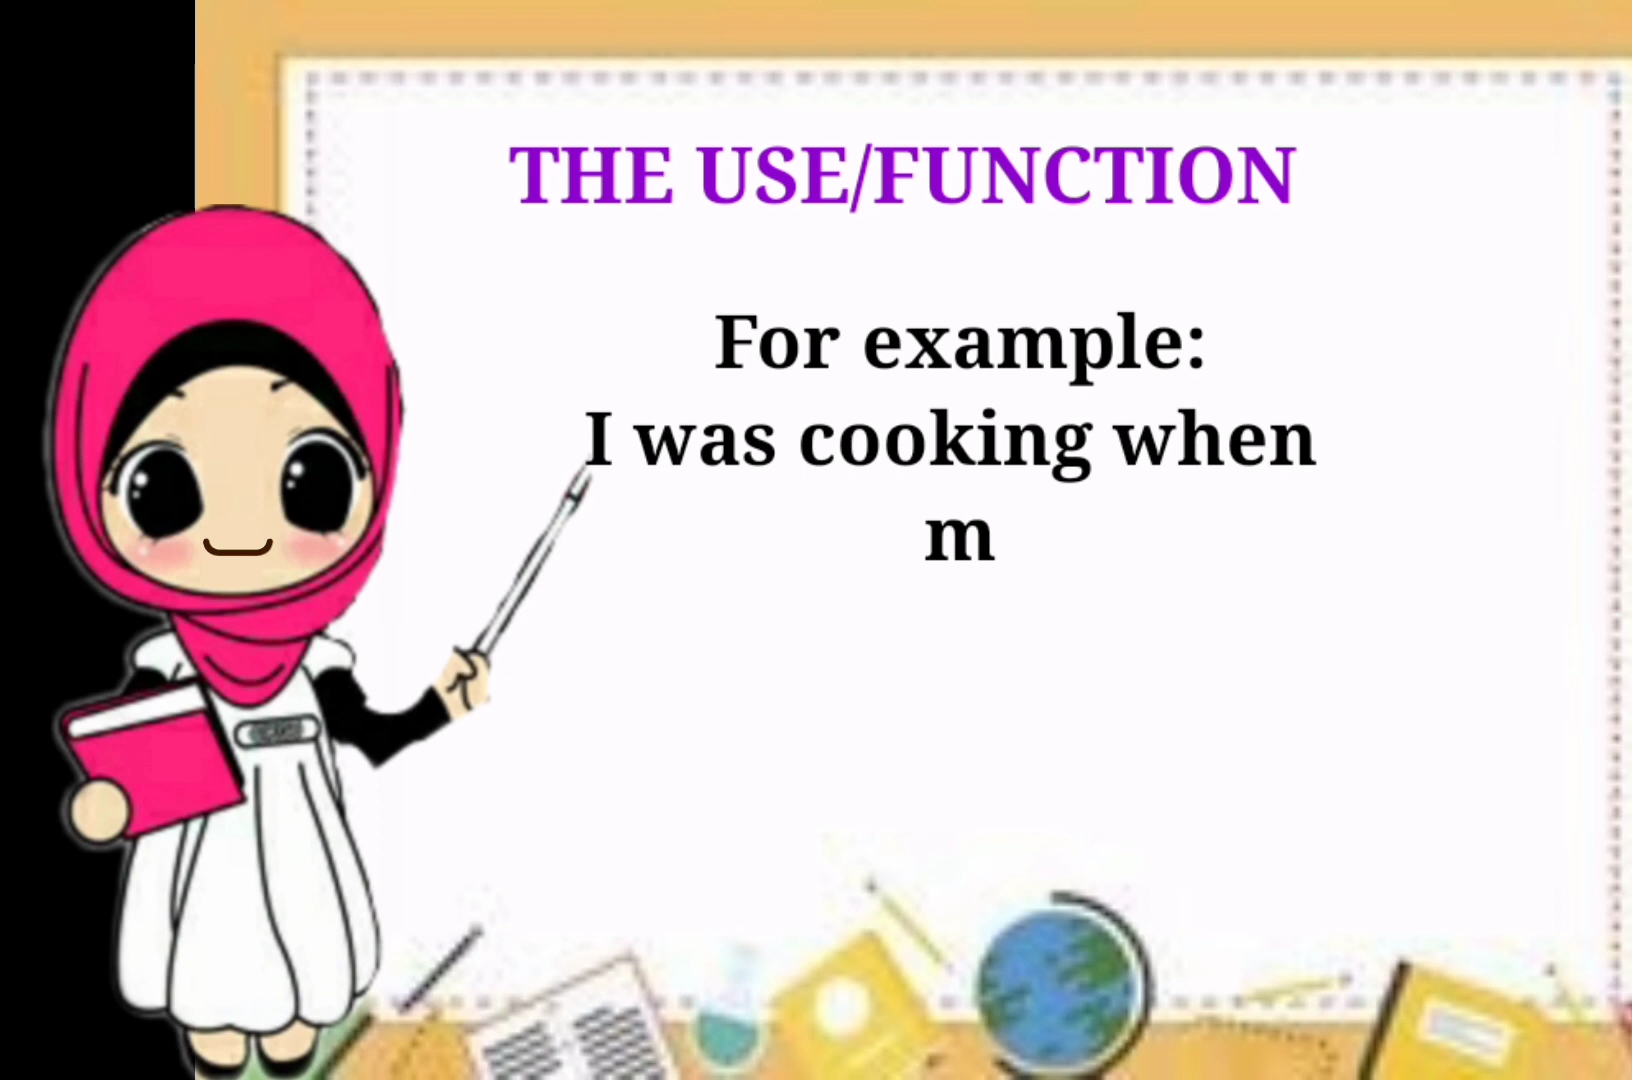 THE USE/FUNCTION
For example:
I was cooking when
m